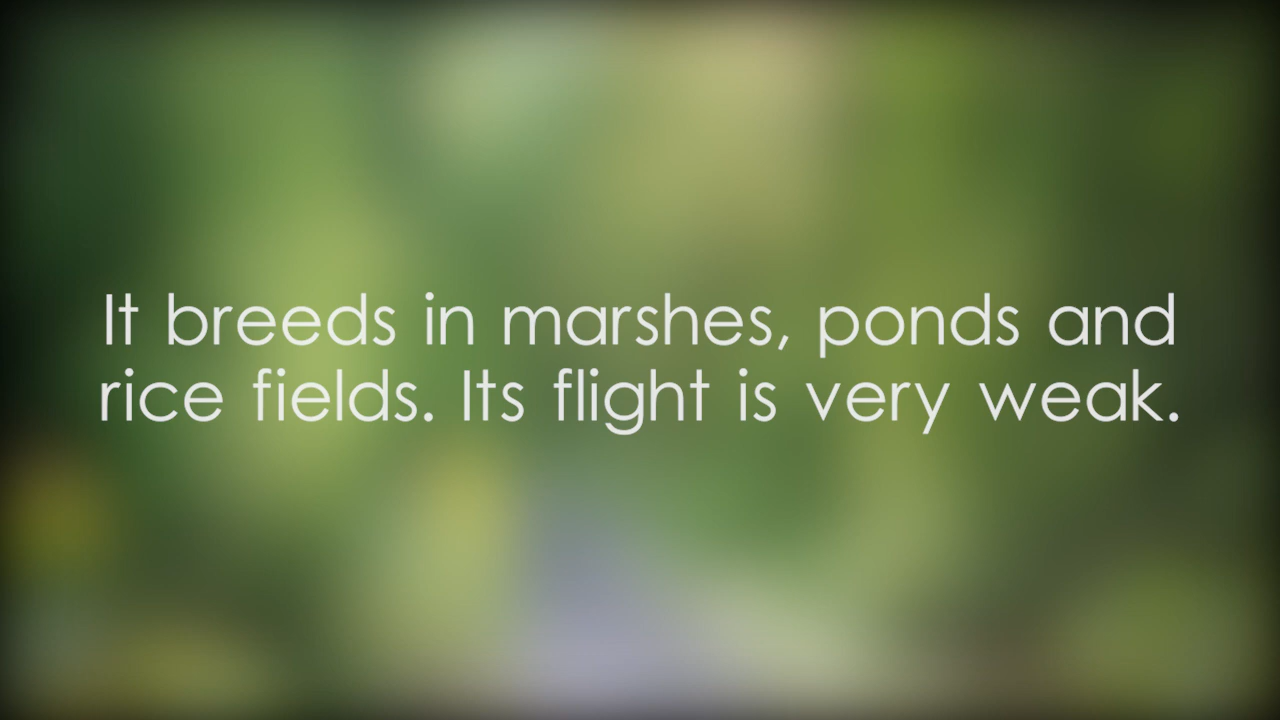 It breeds in marshes, ponds and
rice fields. Its flight is very weak.